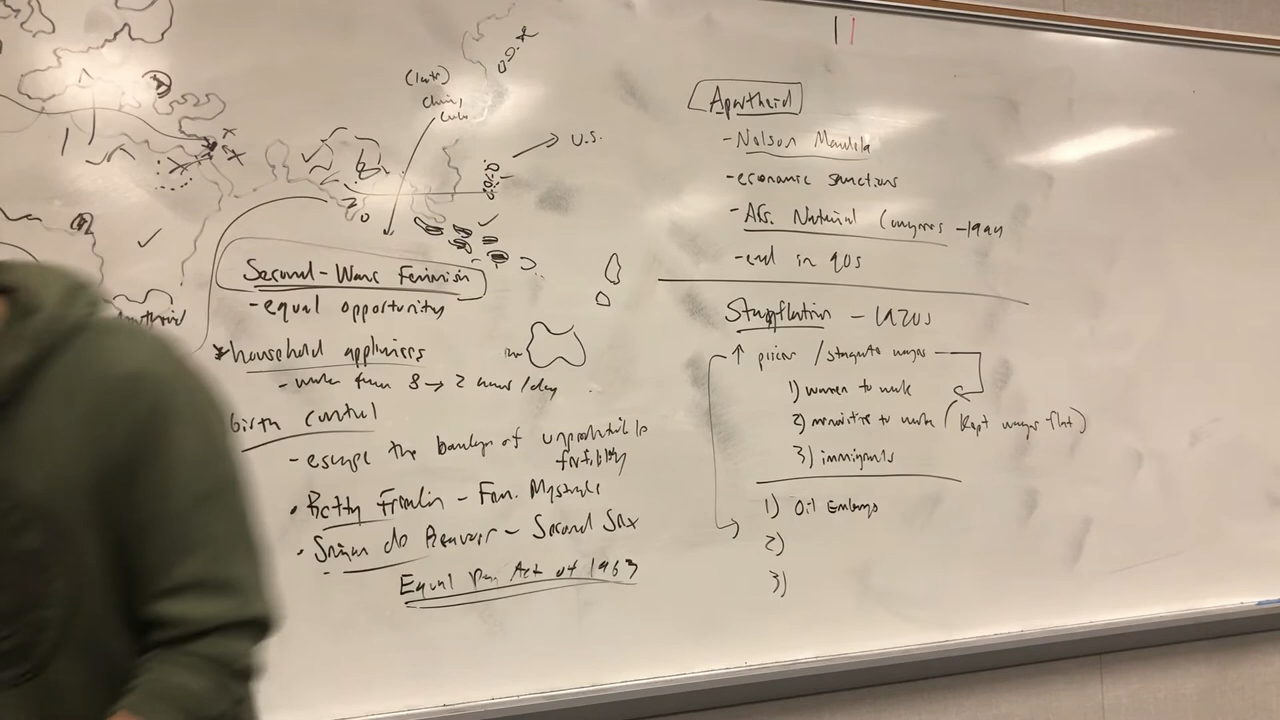 U.S.
Apartheid
Second-Wave Feminism
- equal opportunity
* household appliances
- work from 8 → 2 hours/day
birth control
- escape the bondage of
fertility
• Betty Friedan - Fem. Mystique
• Simon de Beauvoir - Second Sex
Equal Pay Act of 1963
Apartheid
- Nelson Mandela
- economic sanctions
- Afr. National Congress - 1944
- end in 90s
Stagflation - 1970s
↑ prices / stagnate wages
1) women to work
2) minorities to work (Kept wages flat)
3) immigrants
1) Oil Embargo
2)
3)